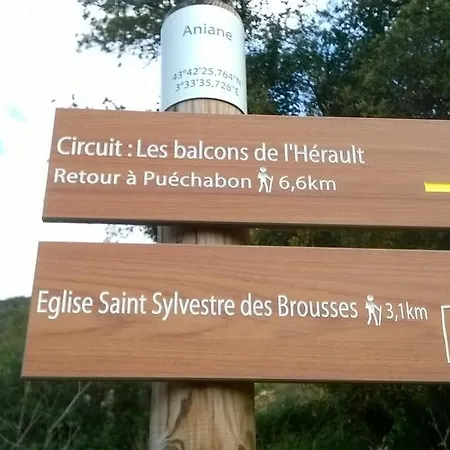 Aniane
43°42'25,764"N
3°33'35,726"E
Circuit : Les balcons de l'Hérault
Retour à Puéchabon 6,6km
Eglise Saint Sylvestre des Brousses 3,1km